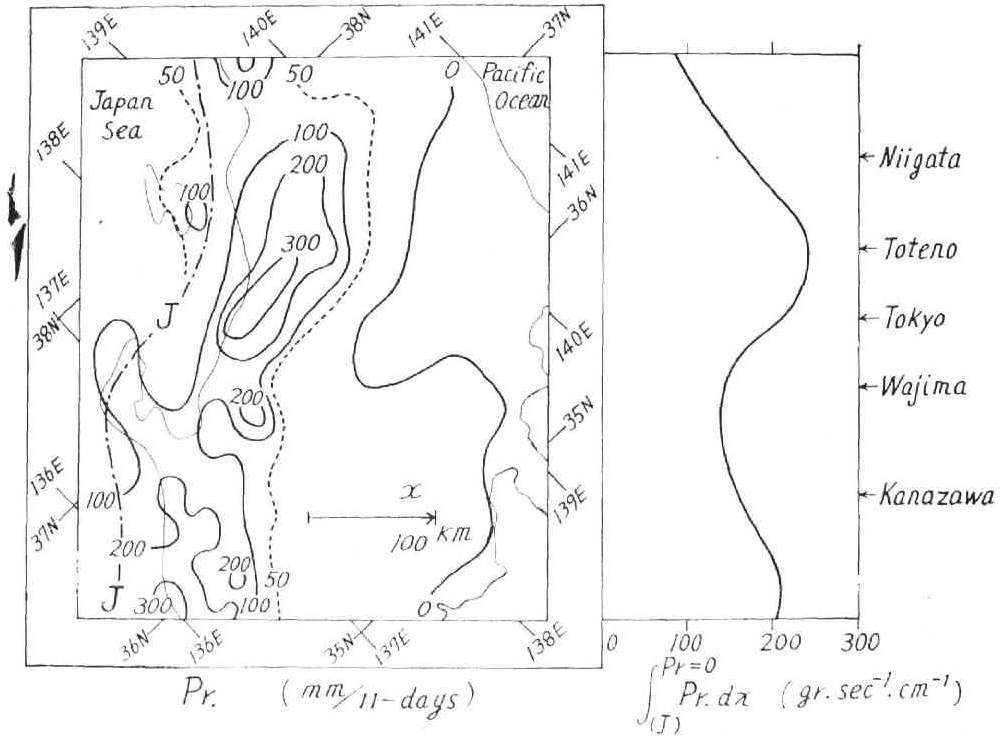 139E 140E 38N 141E 37N
50 100 50 0 Pacific
Ocean
Japan
Sea
138E
100
200
100
141E
36N
Niigata
300
Toteno
137E
38N
J
Tokyo
140E
Wajima
200
35N
136E
100
x
Kanazawa
139E
37N
100 km
200
200
50
J 300 100 0
36N 136E 35N 137E 138E
0 100 200 300
Pr. (mm/11-days)
∫(J)^Pr=0 Pr. dx (gr. sec⁻¹. cm⁻¹)